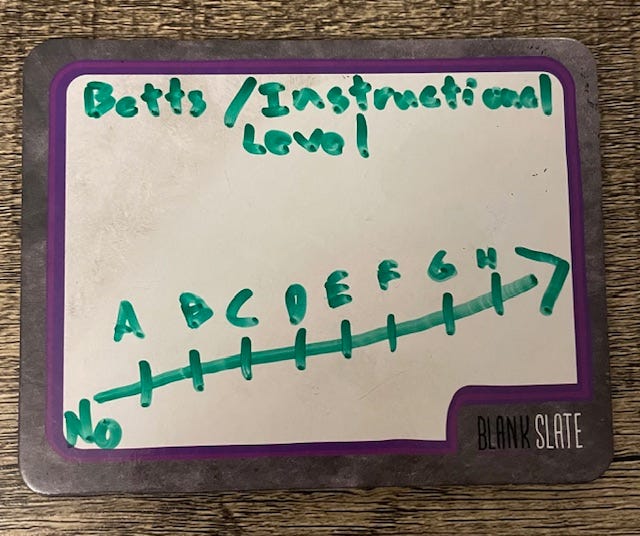 Betts / Instructional
Level
A B C D E F G H
No
BLANK SLATE